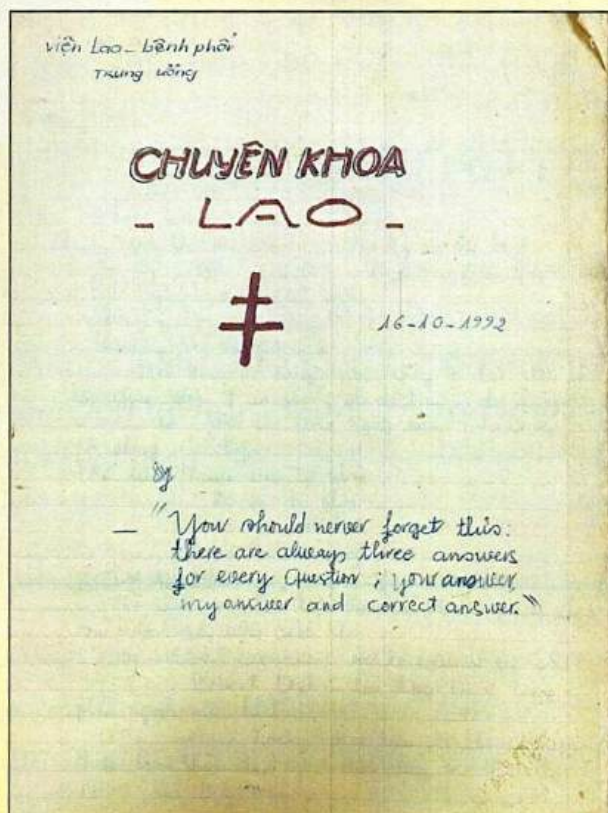 Viện Lao - bệnh phổi
Trung ương
CHUYÊN KHOA
- LAO -
16-10-1992
— "You should never forget this:
there are always three answers
for every question ; your answer,
my answer and correct answer."